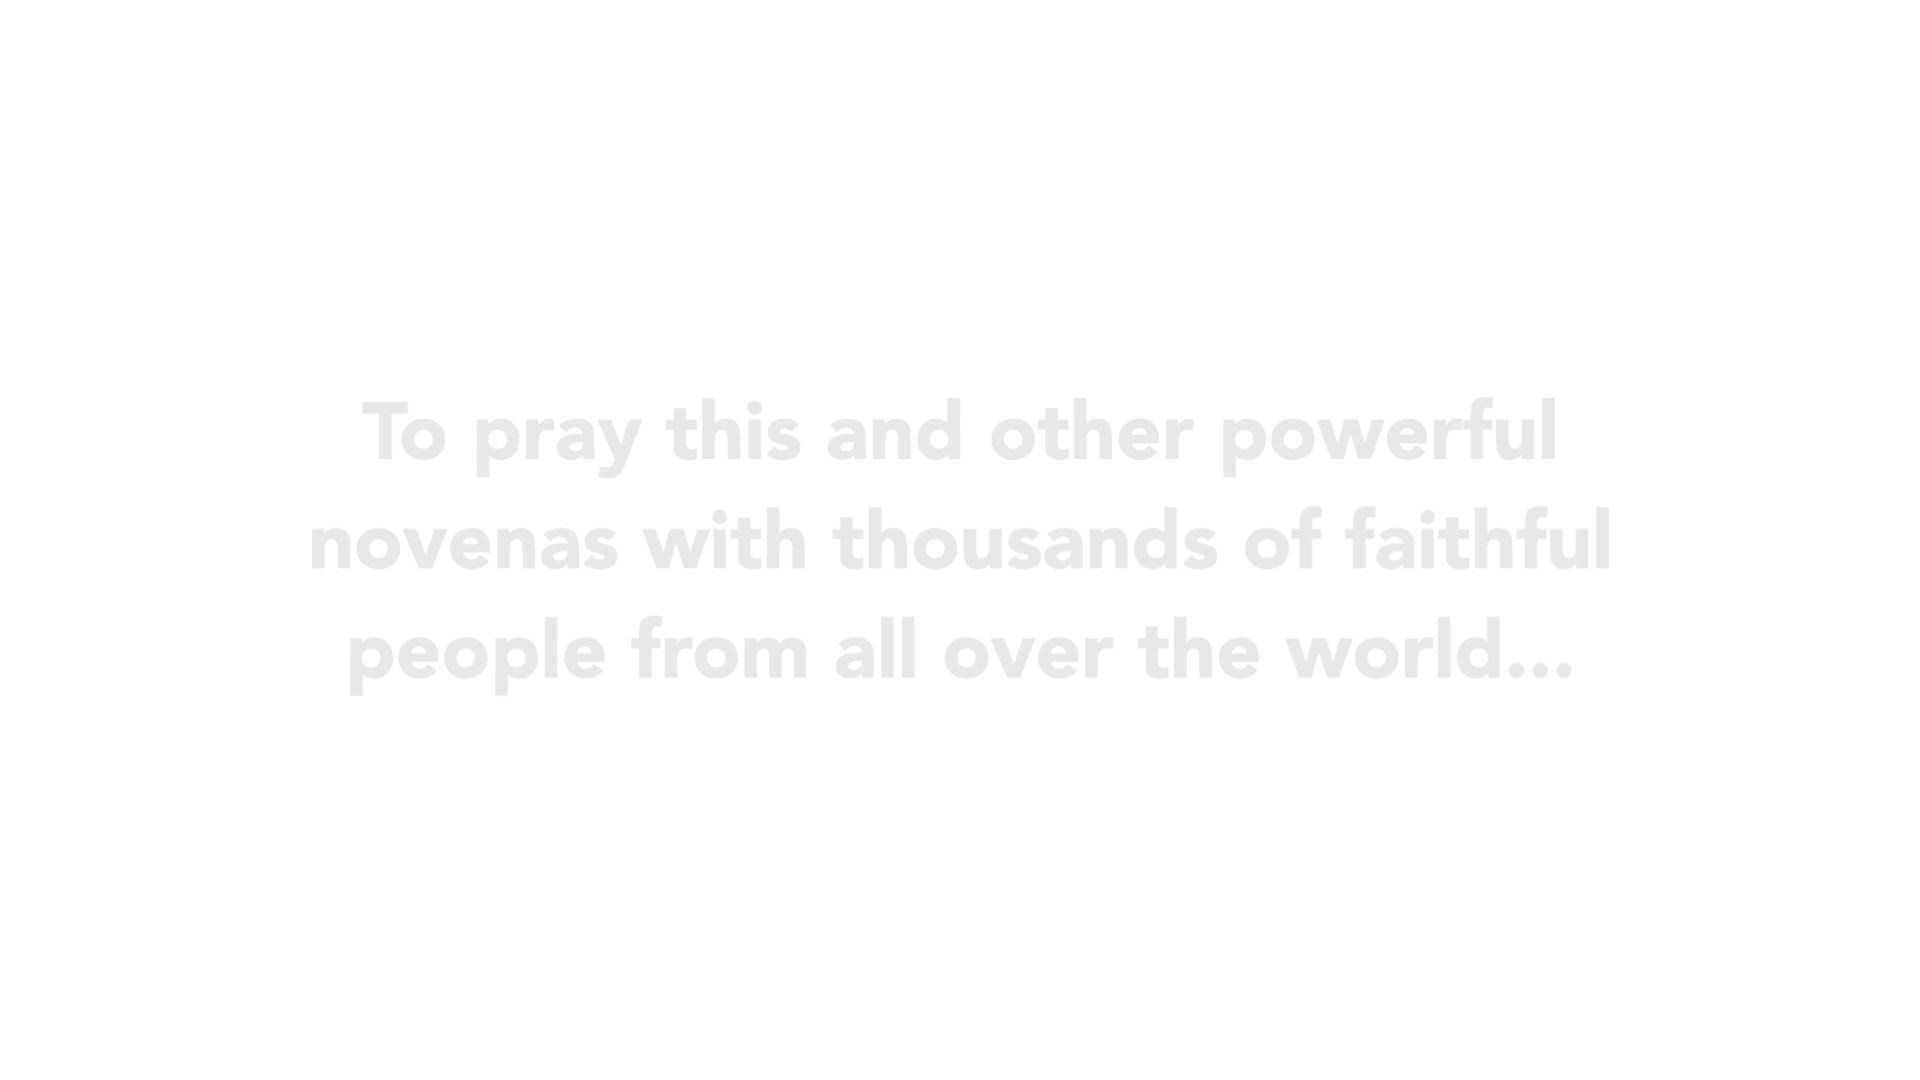 To pray this and other powerful
novenas with thousands of faithful
people from all over the world...